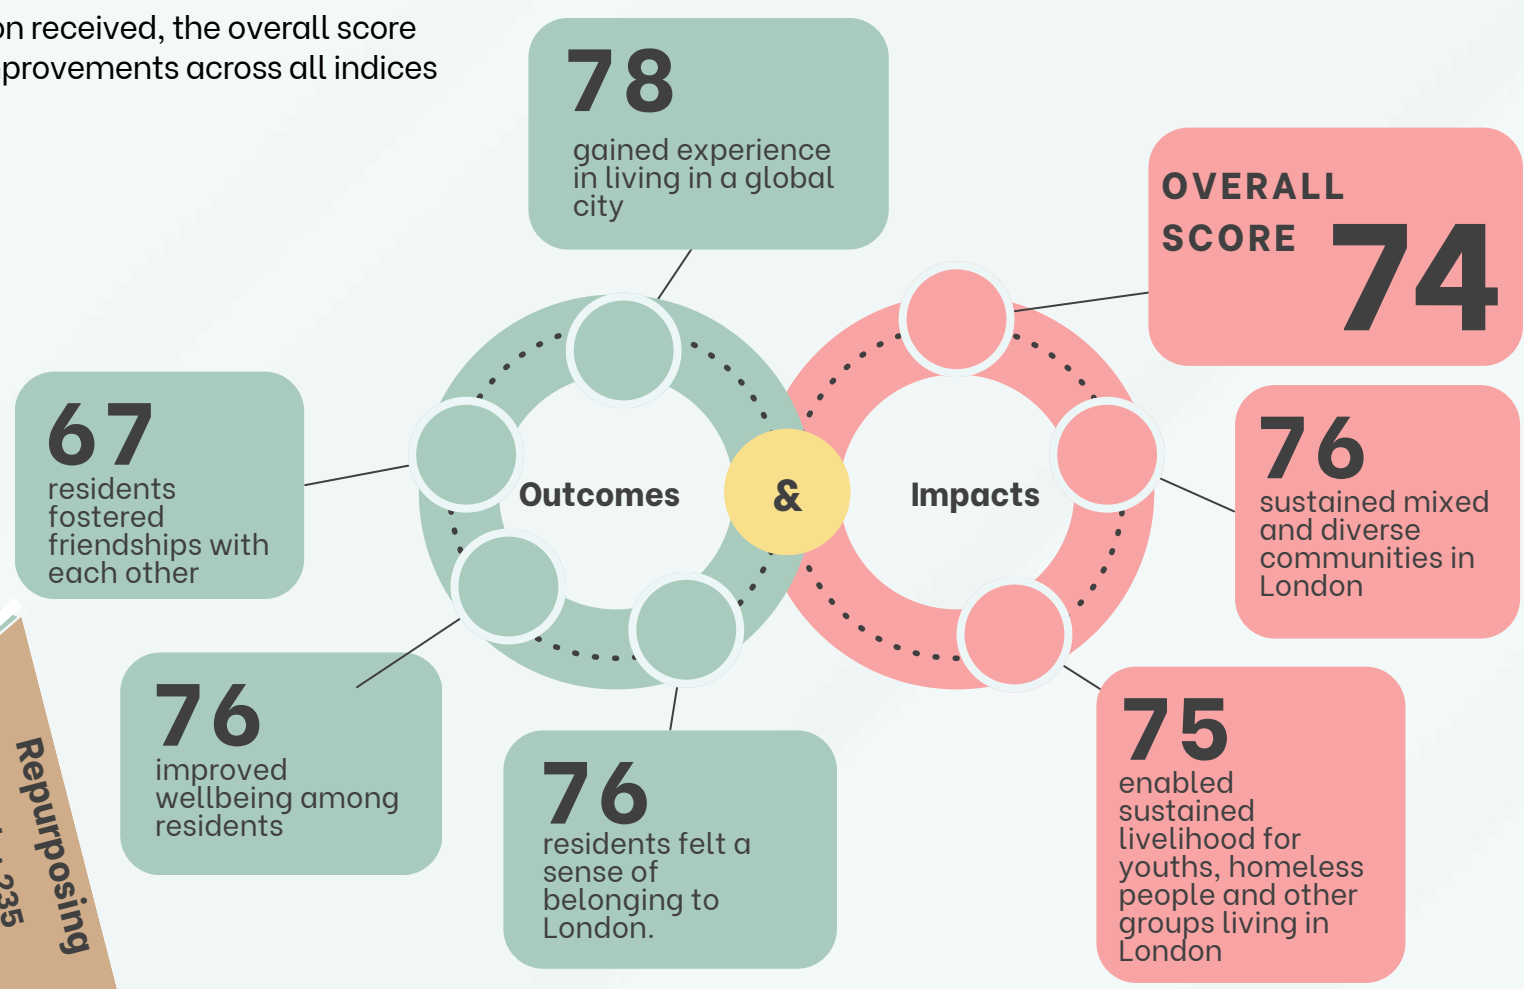 on received, the overall score
provements across all indices
78
gained experience
in living in a global
city
OVERALL
SCORE 74
67
residents
fostered
friendships with
each other
Outcomes
&
Impacts
76
sustained mixed
and diverse
communities in
London
76
improved
wellbeing among
residents
76
residents felt a
sense of
belonging to
London.
75
enabled
sustained
livelihood for
youths, homeless
people and other
groups living in
London
Repurposing
235